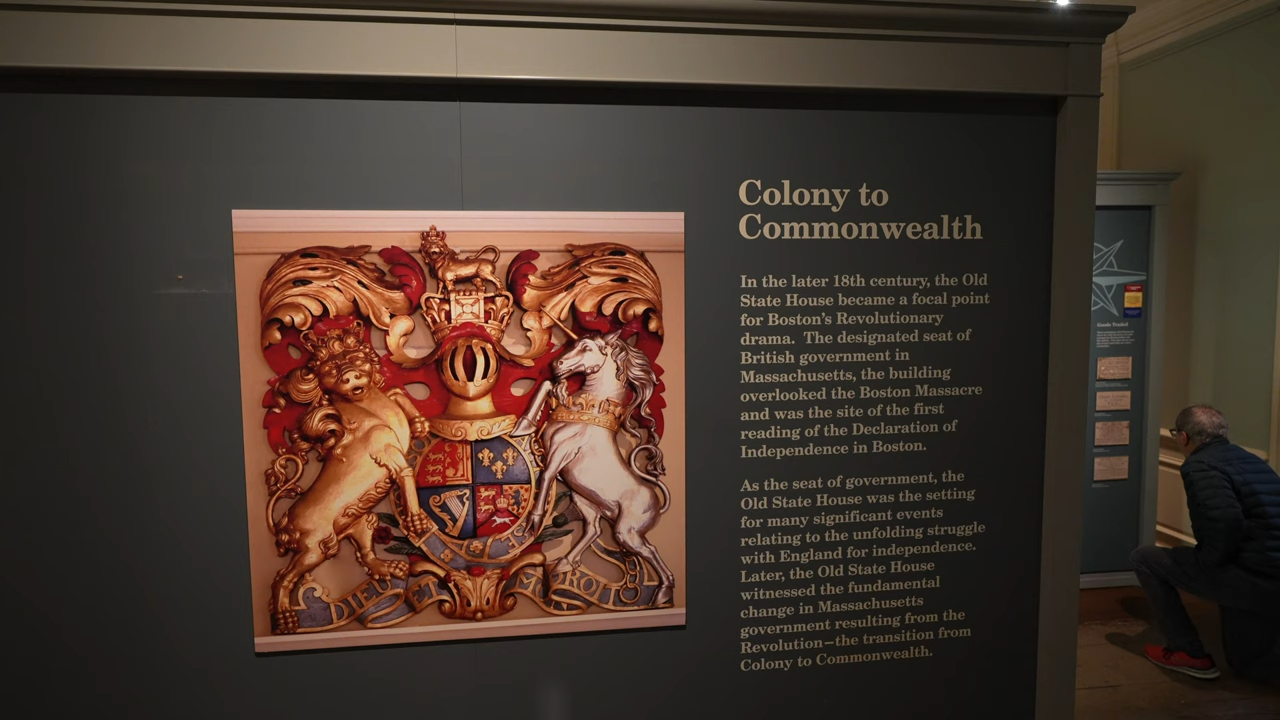 Colony to
Commonwealth
In the later 18th century, the Old
State House became a focal point
for Boston's Revolutionary
drama. The designated seat of
British government in
Massachusetts, the building
overlooked the Boston Massacre
and was the site of the first
reading of the Declaration of
Independence in Boston.
As the seat of government, the
Old State House was the setting
for many significant events
relating to the unfolding struggle
with England for independence.
Later, the Old State House
witnessed the fundamental
change in Massachusetts
government resulting from the
Revolution—the transition from
Colony to Commonwealth.
DIEU ET
DROIT
Goods Traded